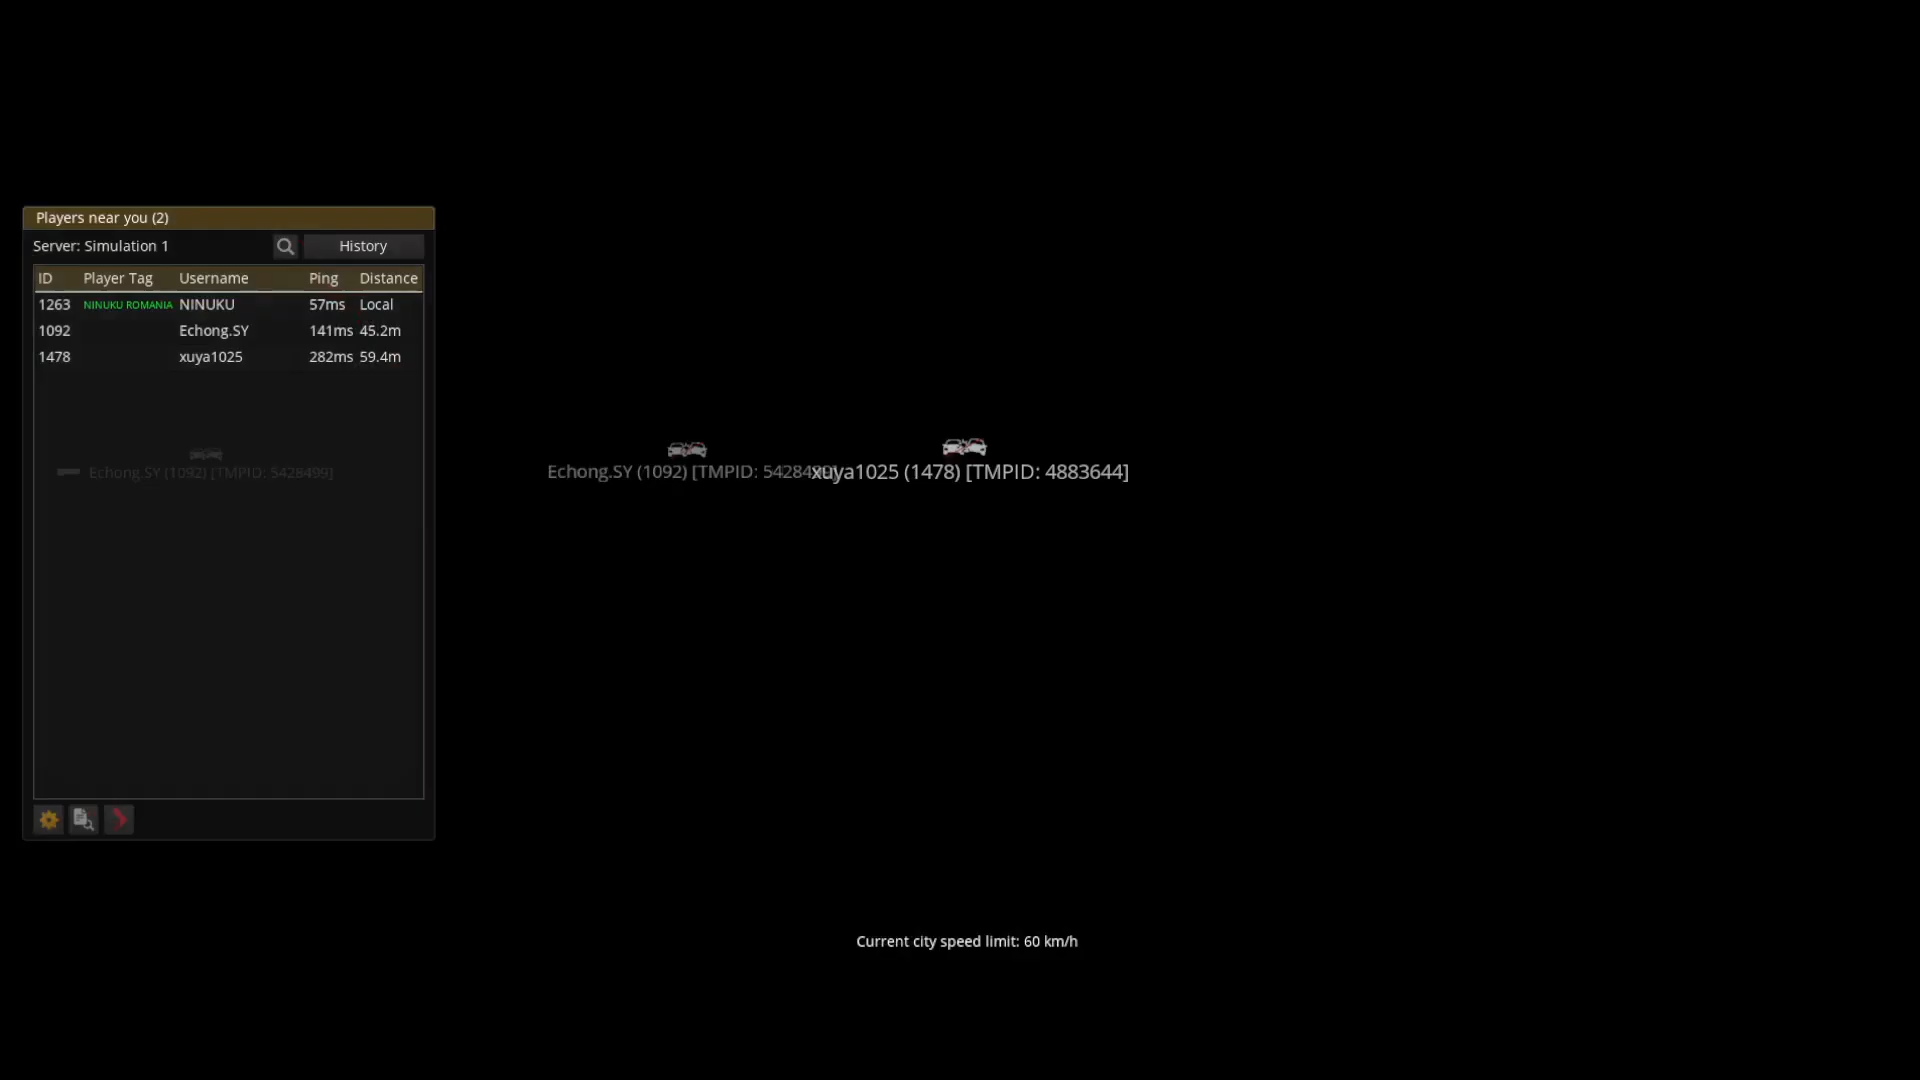 Players near you (2)
Server: Simulation 1 History
ID Player Tag Username Ping Distance
1263 NINUKU ROMANIA NINUKU 57ms Local
1092 Echong.SY 141ms 45.2m
1478 xuya1025 282ms 59.4m
Echong.SY (1092) [TMPID: 5428499]
Echong.SY (1092) [TMPID: 54284
xuya1025 (1478) [TMPID: 4883644]
Current city speed limit: 60 km/h